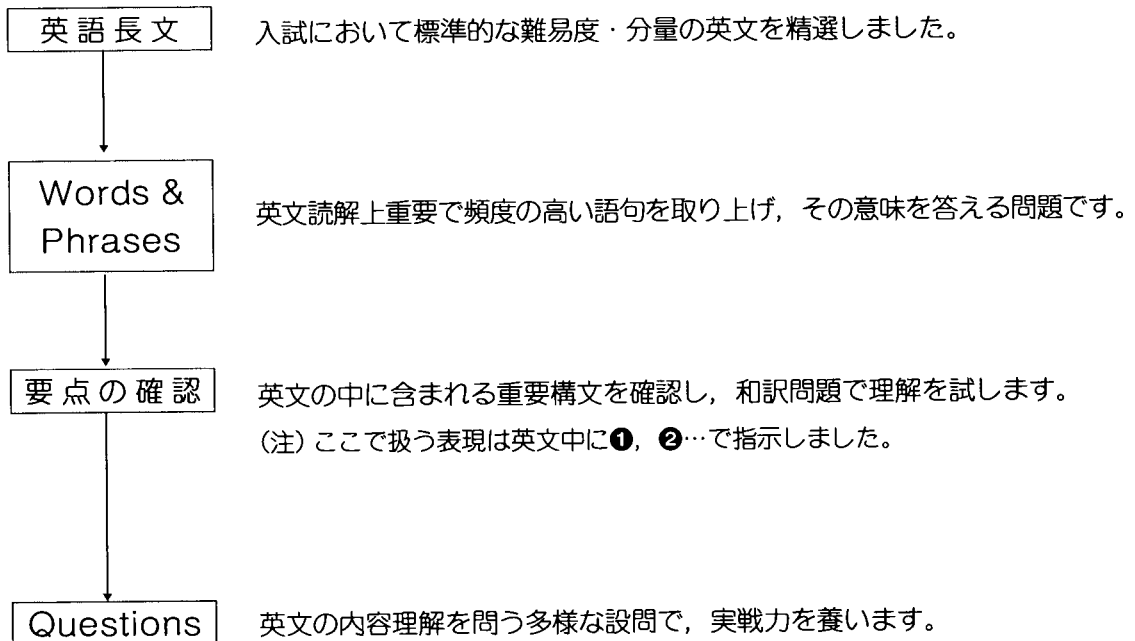 英語長文 入試において標準的な難易度・分量の英文を精選しました。
Words &
Phrases
英文読解上重要で頻度の高い語句を取り上げ，その意味を答える問題です。
要点の確認 英文の中に含まれる重要構文を確認し，和訳問題で理解を試します。
（注）ここで扱う表現は英文中に❶，❷…で指示しました。
Questions 英文の内容理解を問う多様な設問で，実戦力を養います。